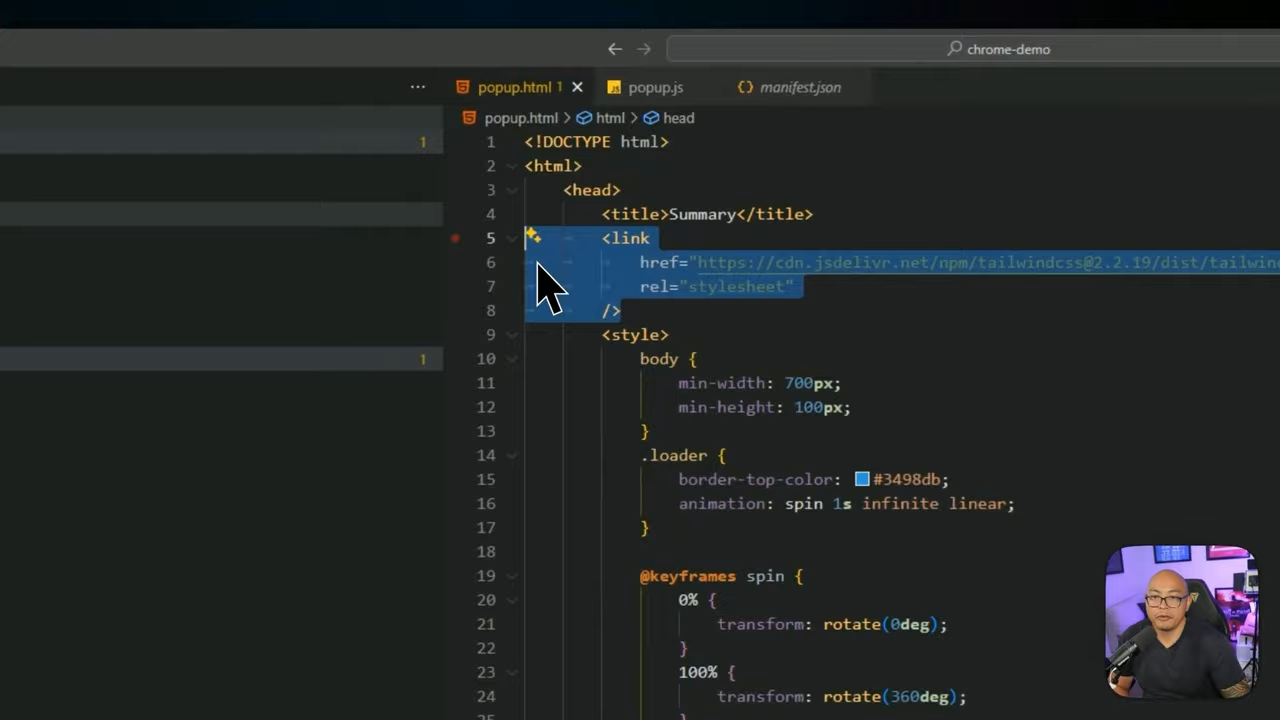 chrome-demo
popup.html 1
popup.js
manifest.json
popup.html > html > head
1
1
1 <!DOCTYPE html>
2 <html>
3 <head>
4 <title>Summary</title>
5 <link
6 href="https://cdn.jsdelivr.net/npm/tailwindcss@2.2.19/dist/tailwind
7 rel="stylesheet"
8 />
9 <style>
10 body {
11 min-width: 700px;
12 min-height: 100px;
13 }
14 .loader {
15 border-top-color: #3498db;
16 animation: spin 1s infinite linear;
17 }
18
19 @keyframes spin {
20 0% {
21 transform: rotate(0deg);
22 }
23 100% {
24 transform: rotate(360deg);